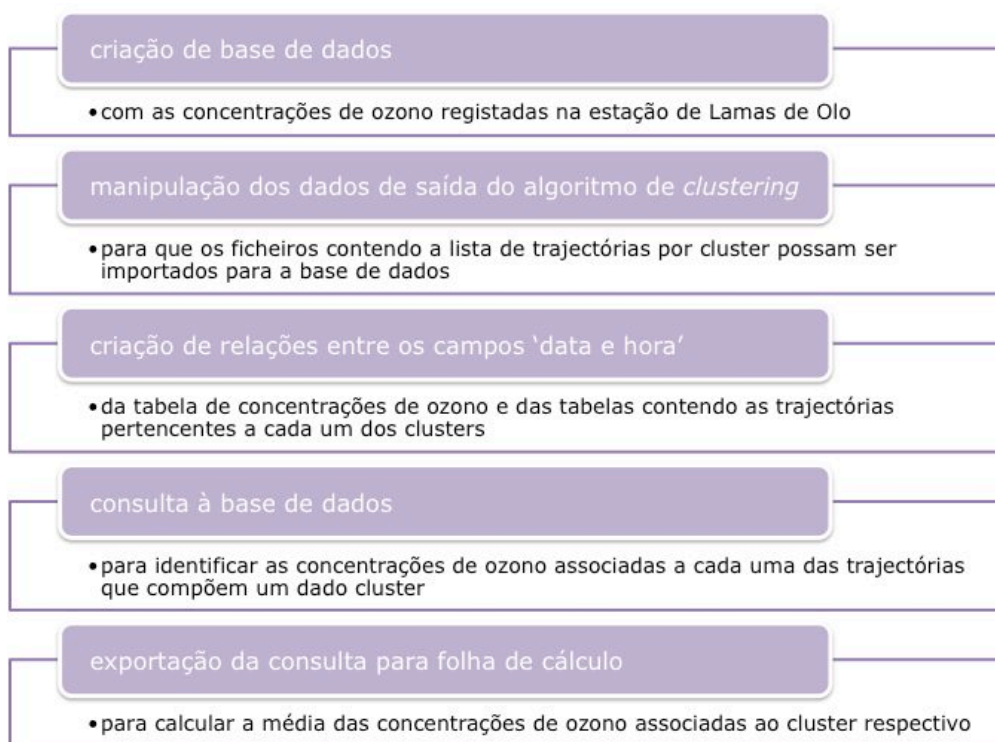 criação de base de dados
•com as concentrações de ozono registadas na estação de Lamas de Olo
manipulação dos dados de saída do algoritmo de clustering
•para que os ficheiros contendo a lista de trajectórias por cluster possam ser
importados para a base de dados
criação de relações entre os campos ‘data e hora’
•da tabela de concentrações de ozono e das tabelas contendo as trajectórias
pertencentes a cada um dos clusters
consulta à base de dados
•para identificar as concentrações de ozono associadas a cada uma das trajectórias
que compõem um dado cluster
exportação da consulta para folha de cálculo
•para calcular a média das concentrações de ozono associadas ao cluster respectivo